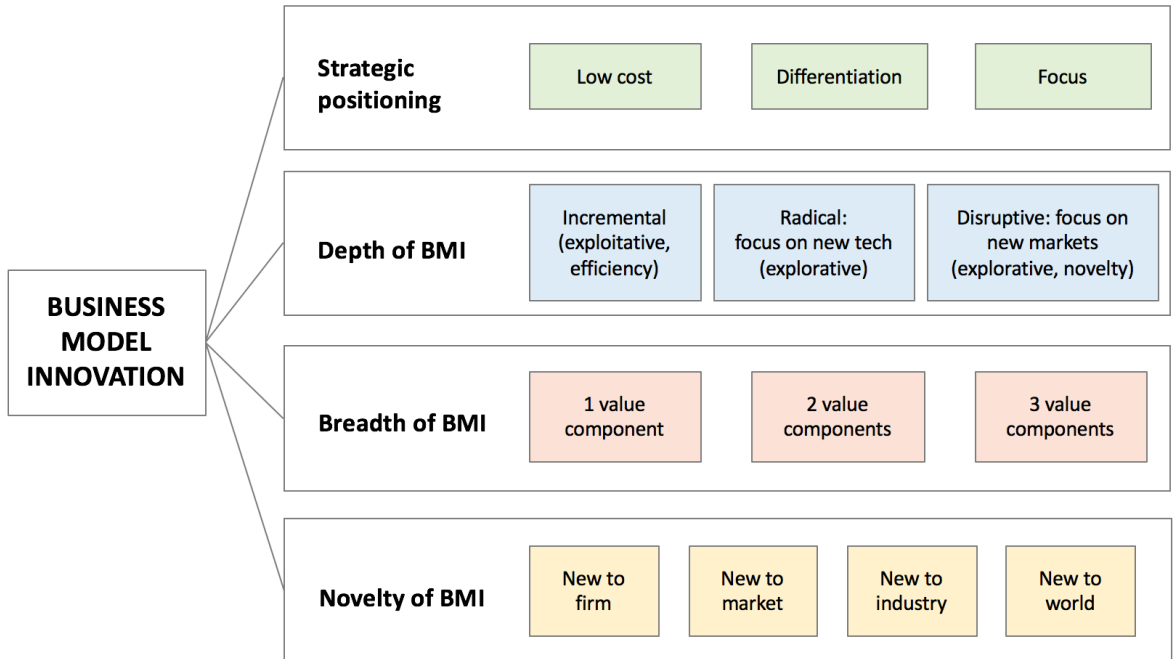 BUSINESS
MODEL
INNOVATION
Strategic
positioning
Low cost
Differentiation
Focus
Depth of BMI
Incremental
(exploitative,
efficiency)
Radical:
focus on new tech
(explorative)
Disruptive: focus on
new markets
(explorative, novelty)
Breadth of BMI
1 value
component
2 value
components
3 value
components
Novelty of BMI
New to
firm
New to
market
New to
industry
New to
world